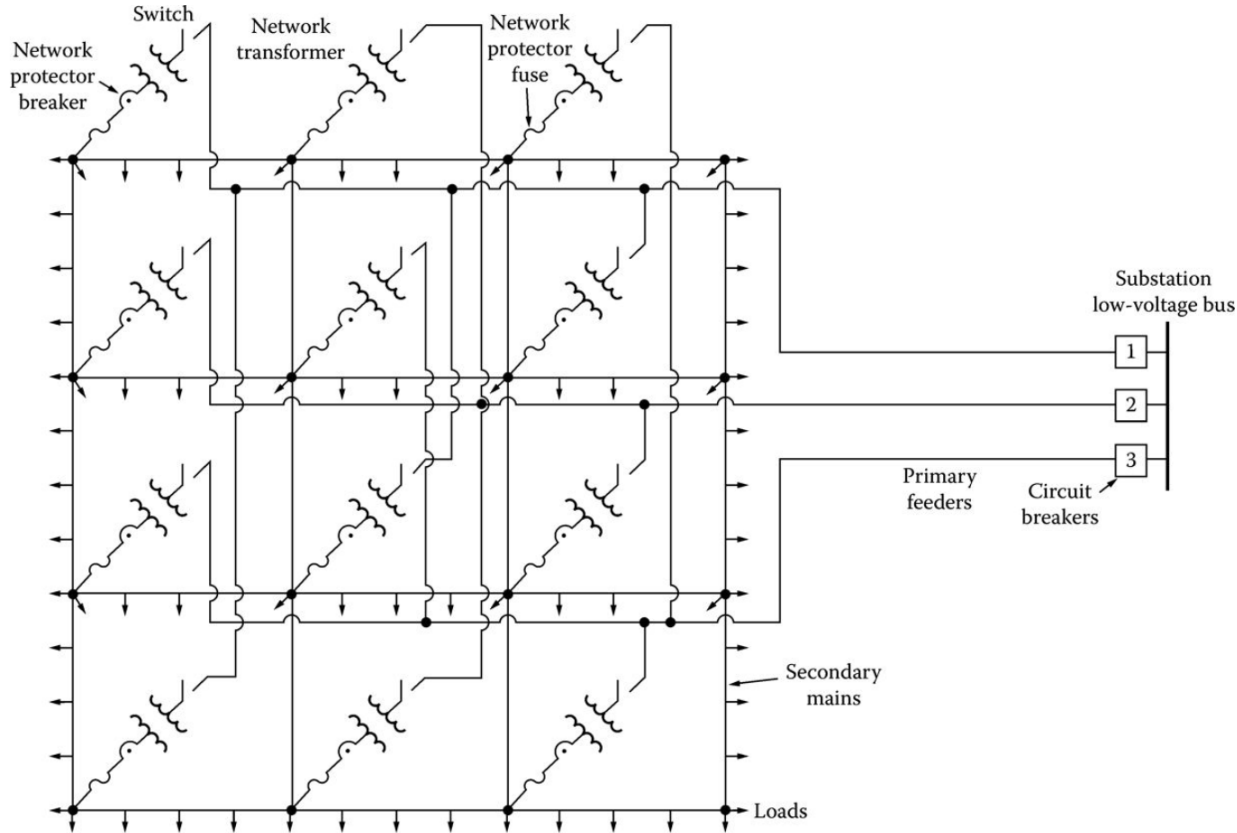 Switch
Network
protector
breaker
Network
transformer
Network
protector
fuse
Substation
low-voltage bus
1
2
3
Primary
feeders
Circuit
breakers
Secondary
mains
Loads